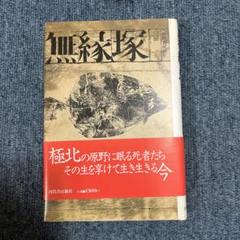 無縁塚
極北の原野に眠る死者たち
その生を享けて生き生きる今